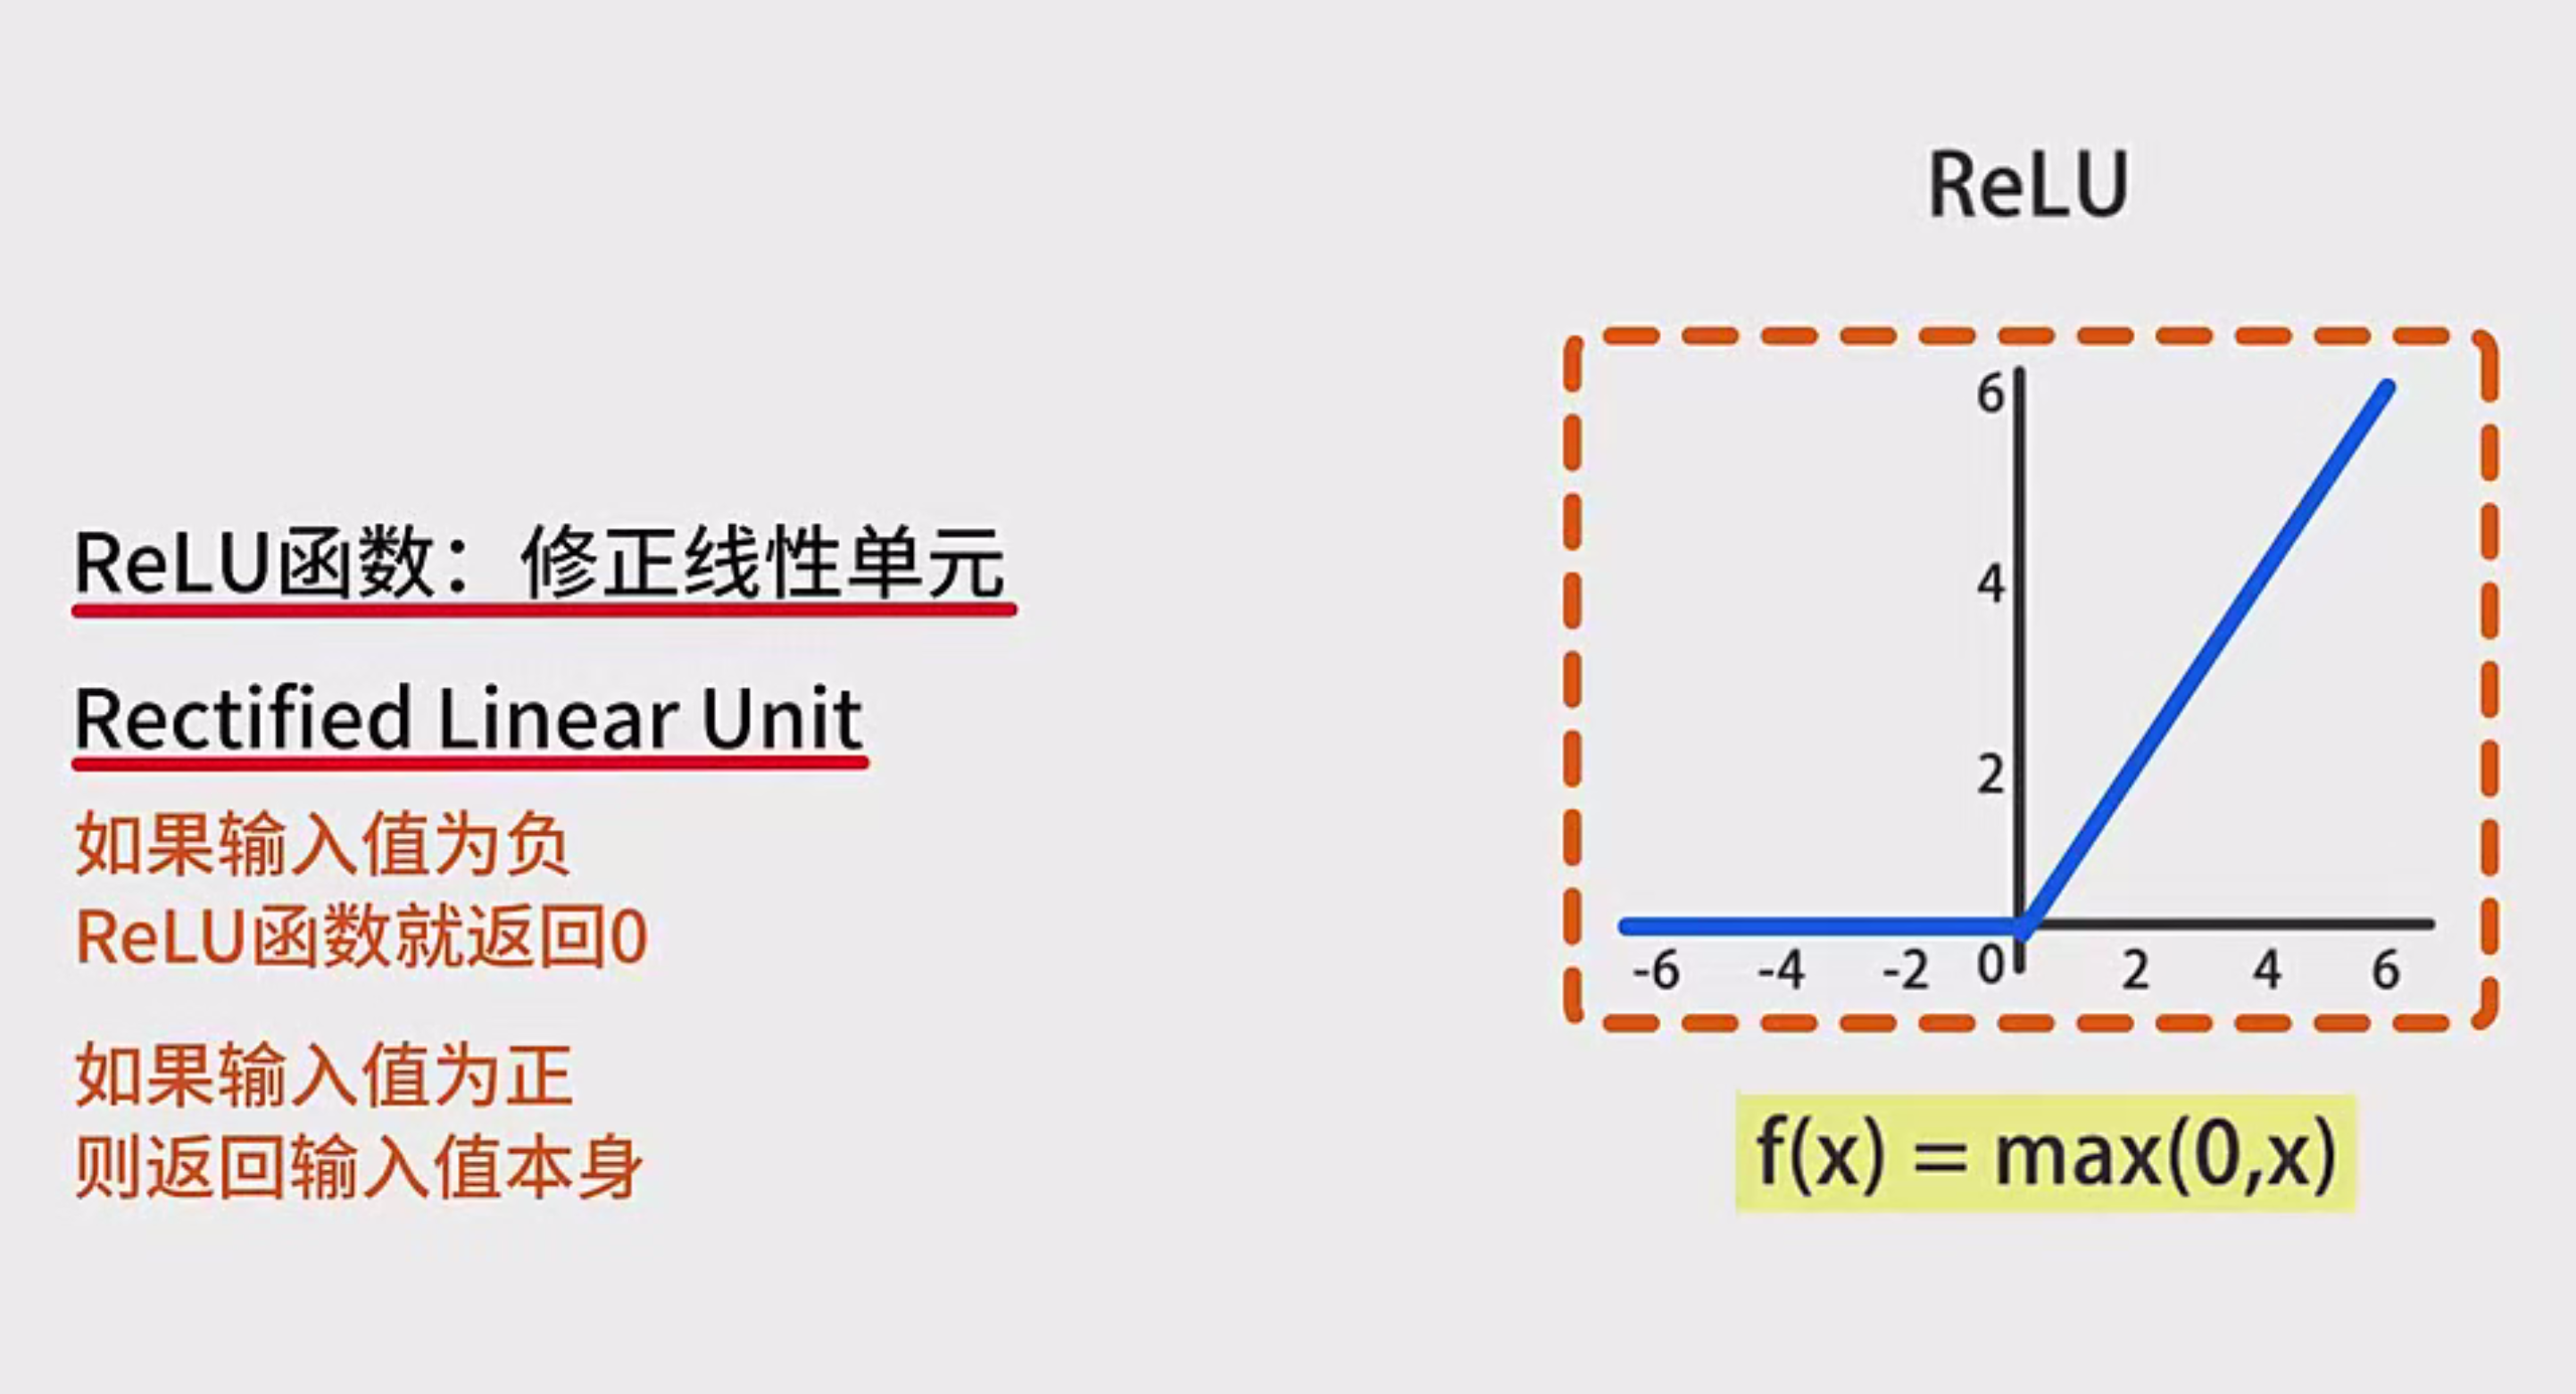 ReLU
ReLU函数：修正线性单元
Rectified Linear Unit
如果输入值为负
ReLU函数就返回0
如果输入值为正
则返回输入值本身
6
4
2
-6 -4 -2 0 2 4 6
f(x) = max(0,x)